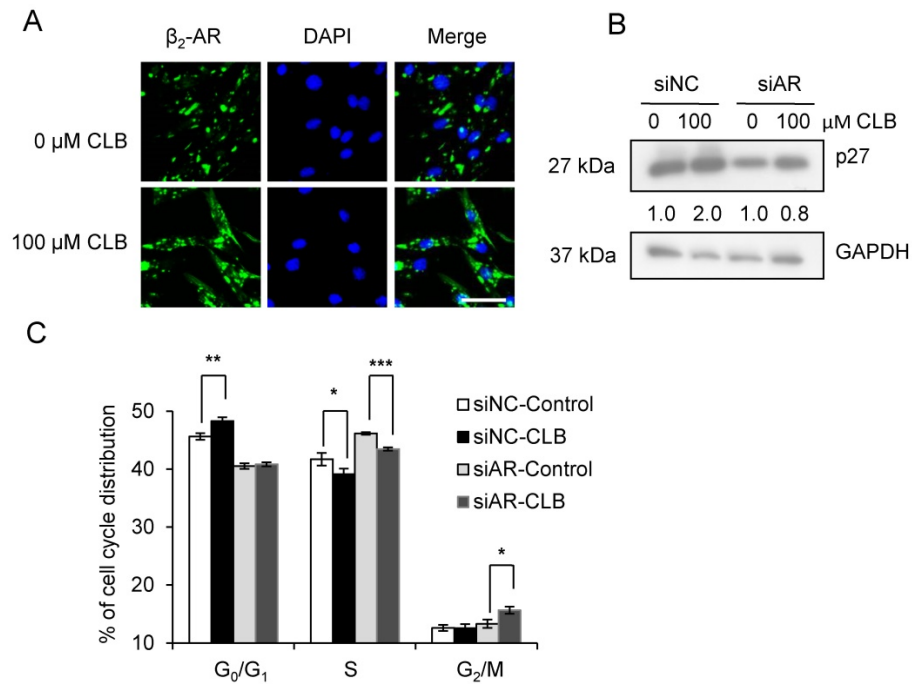 A
β₂-AR DAPI Merge
0 µM CLB
100 µM CLB
B
siNC siAR
0 100 0 100 µM CLB
27 kDa p27
1.0 2.0 1.0 0.8
37 kDa GAPDH
C
% of cell cycle distribution
50
40
30
20
10
** * *** *
siNC-Control
siNC-CLB
siAR-Control
siAR-CLB
G₀/G₁ S G₂/M